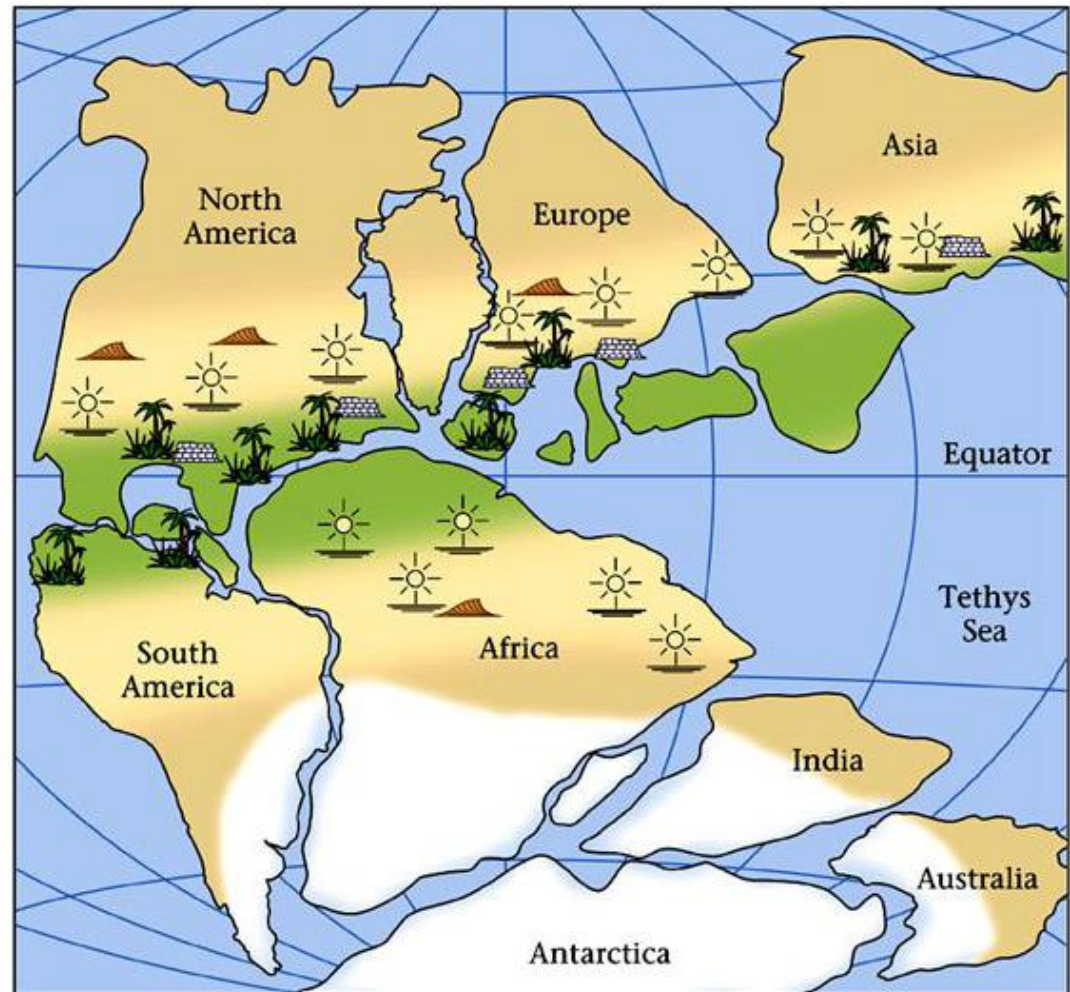 Asia
North
America
Europe
Equator
Tethys
Sea
Africa
South
America
India
Australia
Antarctica